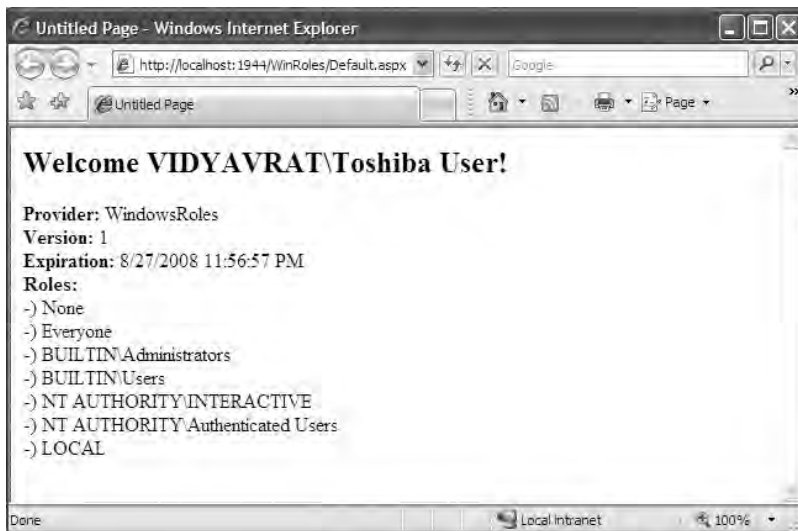 Untitled Page - Windows Internet Explorer
http://localhost:1944/WinRoles/Default.aspx
Google
Untitled Page
Page
Welcome VIDYAVRAT\Toshiba User!
Provider: WindowsRoles
Version: 1
Expiration: 8/27/2008 11:56:57 PM
Roles:
-) None
-) Everyone
-) BUILTIN\Administrators
-) BUILTIN\Users
-) NT AUTHORITY\INTERACTIVE
-) NT AUTHORITY\Authenticated Users
-) LOCAL
Done
Local intranet
100%